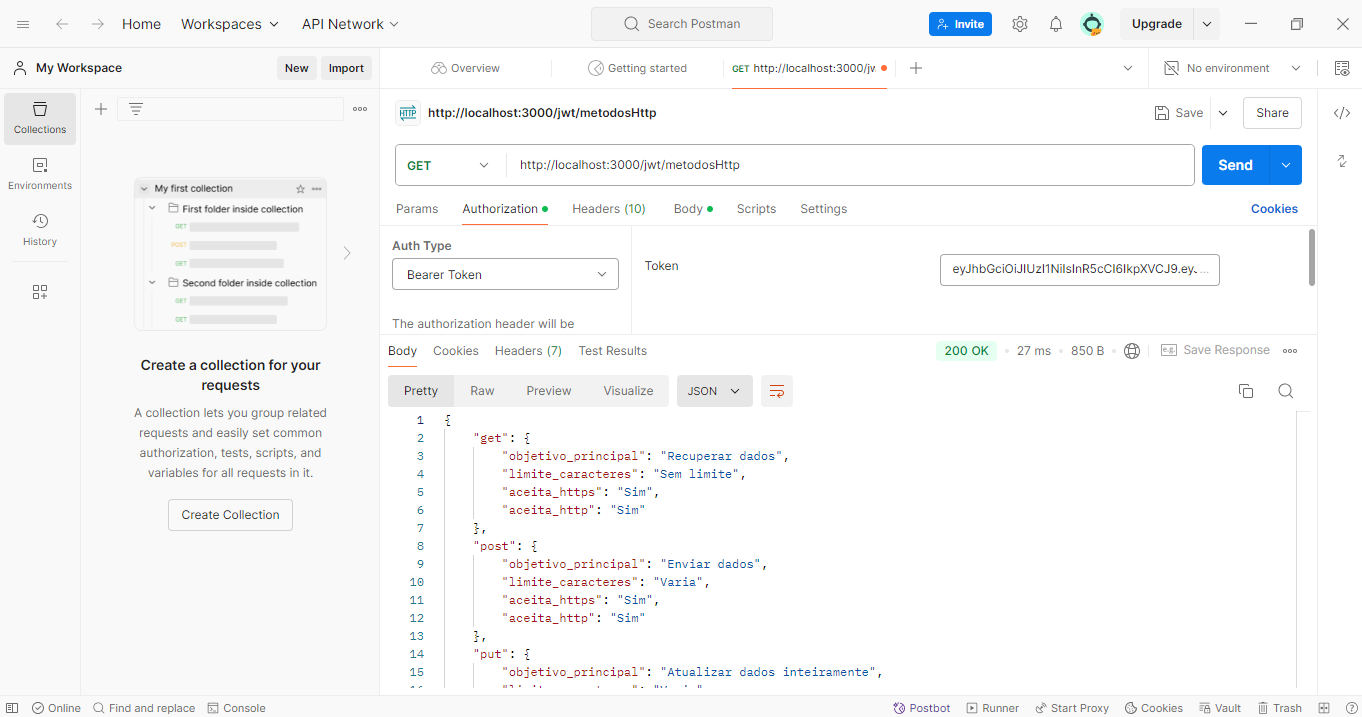 Home Workspaces API Network Search Postman Invite Upgrade
My Workspace New Import Overview Getting started GET http://localhost:3000/jw No environment
Collections
Environments
History
My first collection
First folder inside collection
GET
POST
GET
Second folder inside collection
GET
GET
Create a collection for your
requests
A collection lets you group related
requests and easily set common
authorization, tests, scripts, and
variables for all requests in it.
Create Collection
HTTP http://localhost:3000/jwt/metodosHttp Save Share
GET http://localhost:3000/jwt/metodosHttp Send
Params Authorization Headers (10) Body Scripts Settings Cookies
Auth Type
Bearer Token
Token
The authorization header will be
Body Cookies Headers (7) Test Results 200 OK 27 ms 850 B e.g. Save Response
Pretty Raw Preview Visualize JSON
1 {
2 "get": {
3 "objetivo_principal": "Recuperar dados",
4 "limite_caracteres": "Sem limite",
5 "aceita_https": "Sim",
6 "aceita_http": "Sim"
7 },
8 "post": {
9 "objetivo_principal": "Enviar dados",
10 "limite_caracteres": "Varia",
11 "aceita_https": "Sim",
12 "aceita_http": "Sim"
13 },
14 "put": {
15 "objetivo_principal": "Atualizar dados inteiramente",
Online Find and replace Console Postbot Runner Start Proxy Cookies Vault Trash